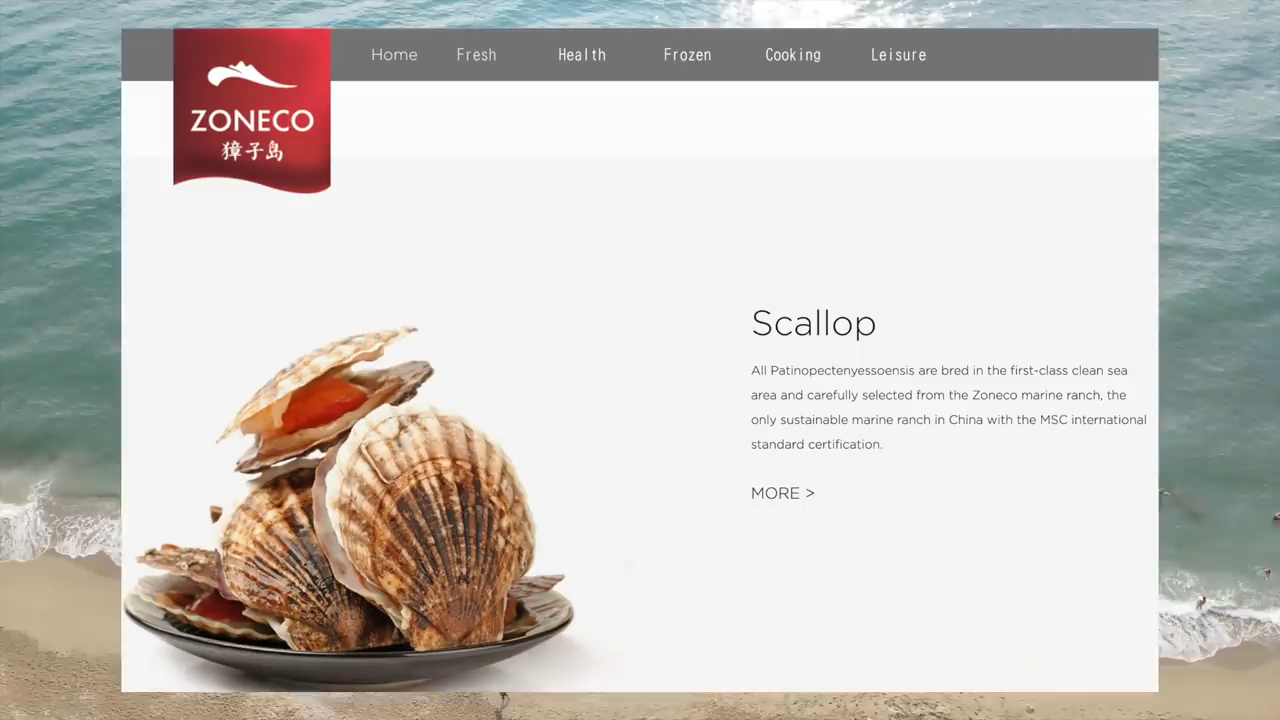 Home Fresh Health Frozen Cooking Leisure
ZONECO
獐子岛
Scallop
All Patinopectenyessoensis are bred in the first-class clean sea
area and carefully selected from the Zoneco marine ranch, the
only sustainable marine ranch in China with the MSC international
standard certification.
MORE >